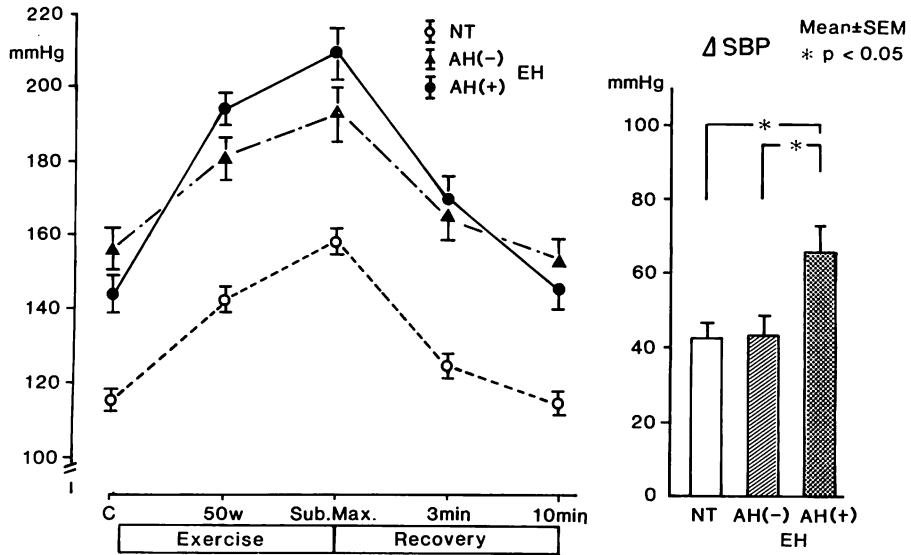 220
mmHg
200
180
160
140
120
100
NT
AH(-)
AH(+)
EH
C 50w Sub.Max. 3min 10min
Exercise Recovery
Δ SBP
Mean±SEM
* p < 0.05
mmHg
100
80
60
40
20
0
*
*
NT AH(-) AH(+)
EH